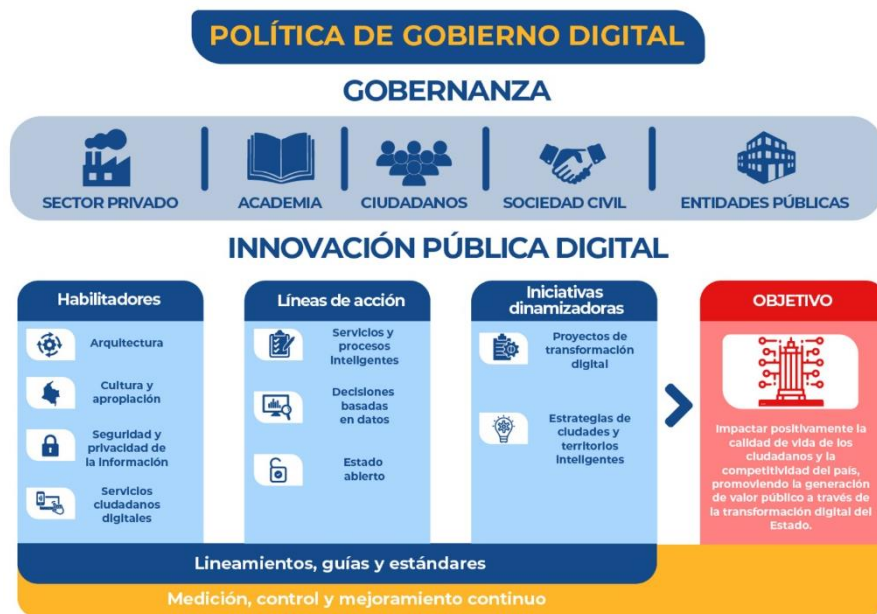 POLÍTICA DE GOBIERNO DIGITAL
GOBERNANZA
SECTOR PRIVADO
ACADEMIA
CIUDADANOS
SOCIEDAD CIVIL
ENTIDADES PÚBLICAS
INNOVACIÓN PÚBLICA DIGITAL
Habilitadores
Arquitectura
Cultura y
apropiación
Seguridad y
privacidad de
la información
Servicios
ciudadanos
digitales
Líneas de acción
Servicios y
procesos
inteligentes
Decisiones
basadas
en datos
Estado
abierto
Iniciativas
dinamizadoras
Proyectos de
transformación
digital
Estrategias de
ciudades y
territorios
inteligentes
OBJETIVO
Impactar positivamente la
calidad de vida de los
ciudadanos y la
competitividad del país,
promoviendo la generación
de valor público a través de
la transformación digital del
Estado.
Lineamientos, guías y estándares
Medición, control y mejoramiento continuo